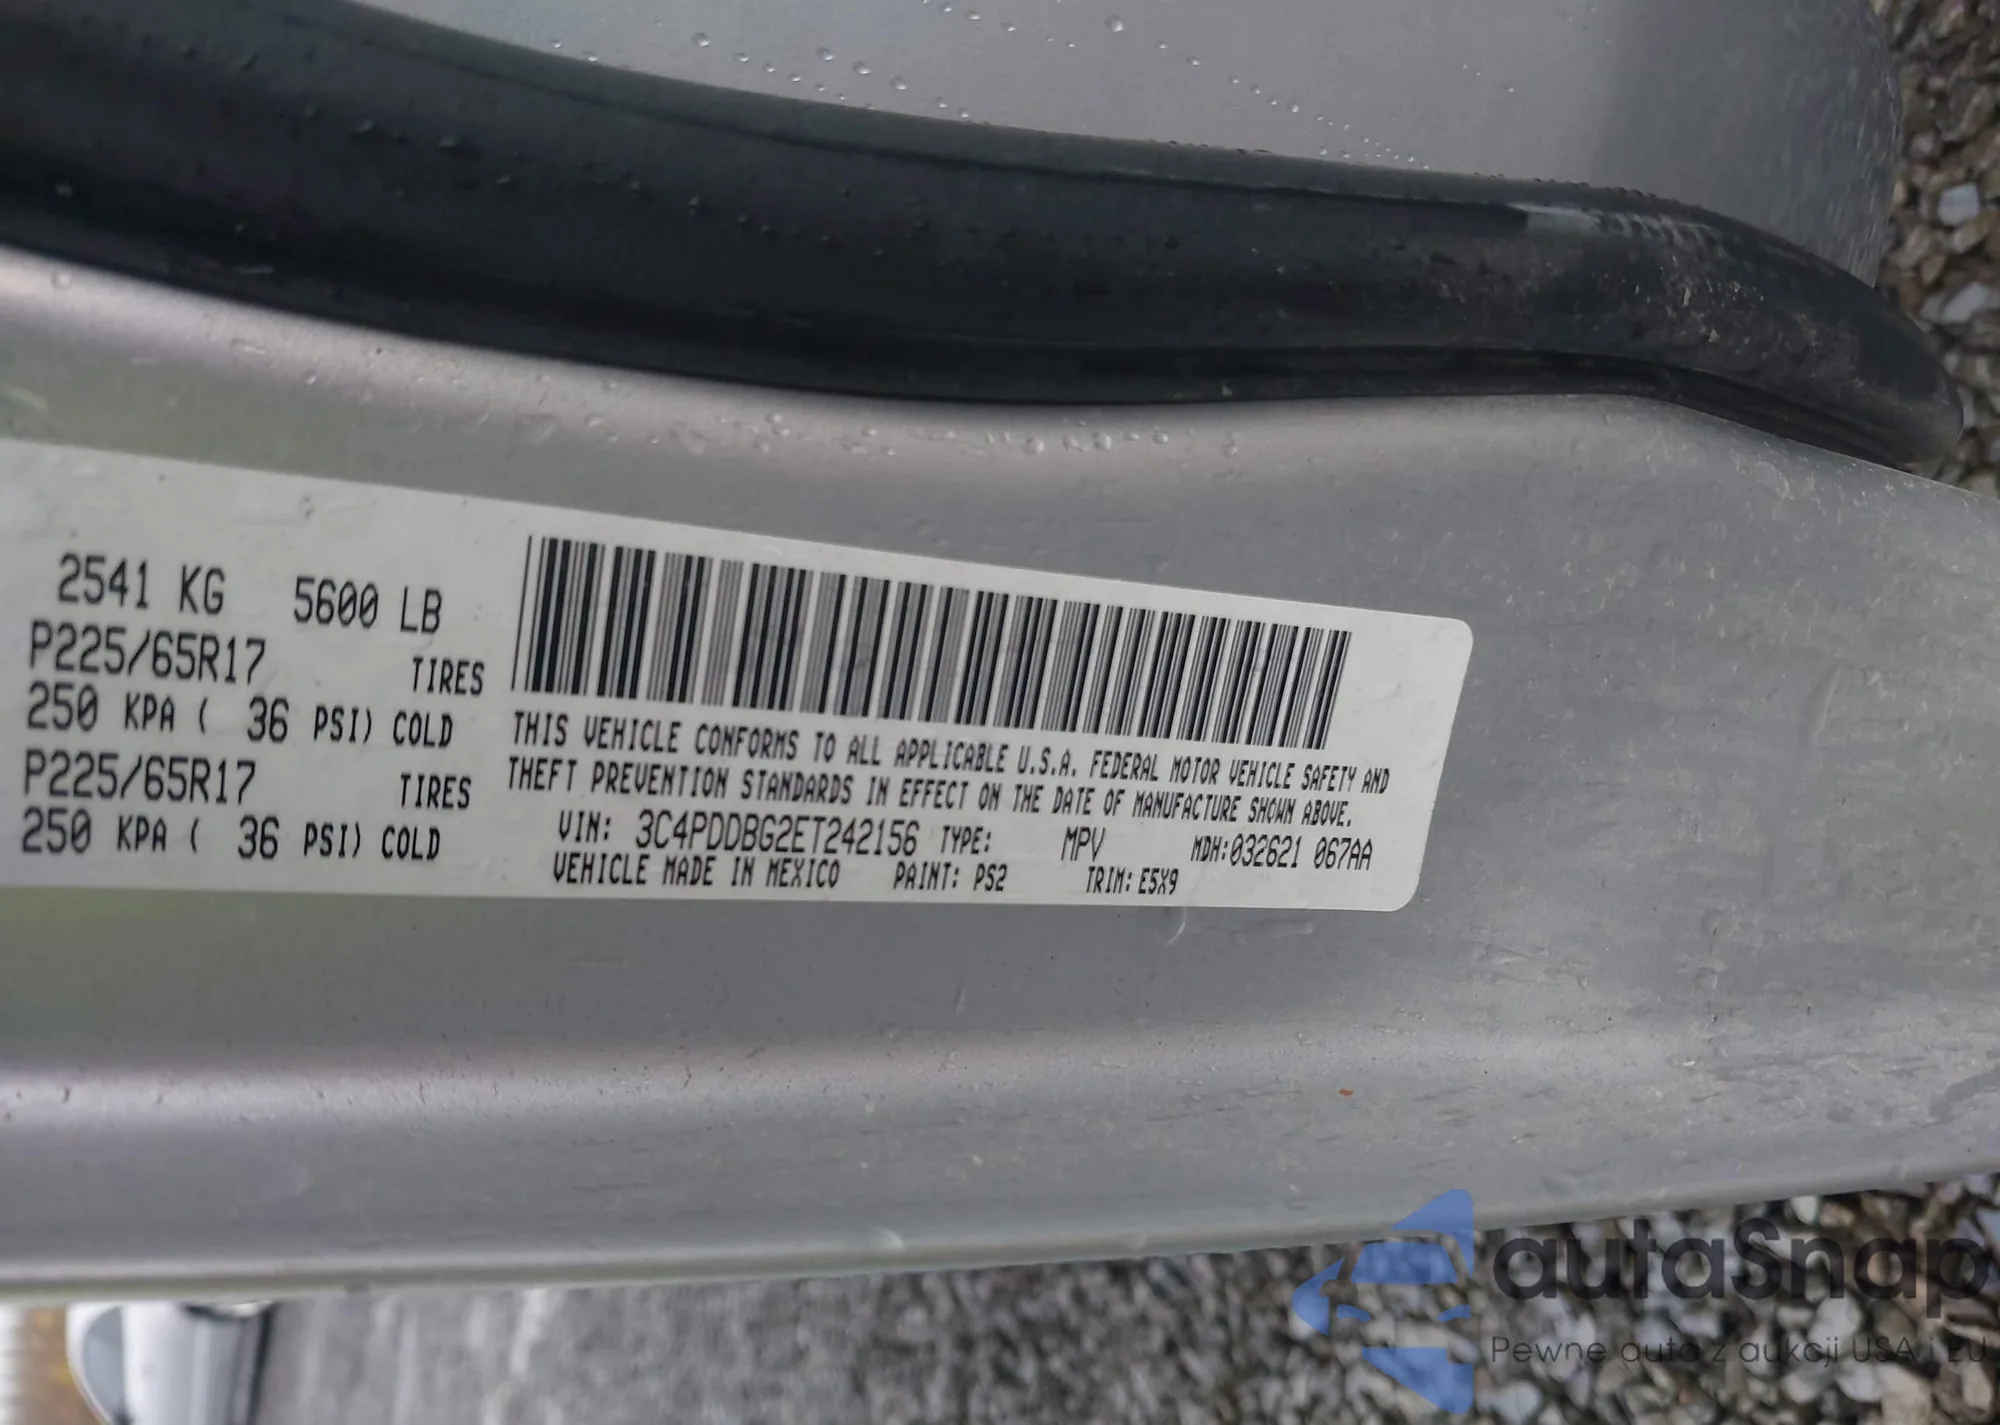 2541 KG 5600 LB
P225/65R17 TIRES
250 KPA ( 36 PSI) COLD
P225/65R17 TIRES
250 KPA ( 36 PSI) COLD
THIS VEHICLE CONFORMS TO ALL APPLICABLE U.S.A. FEDERAL MOTOR VEHICLE SAFETY AND
THEFT PREVENTION STANDARDS IN EFFECT ON THE DATE OF MANUFACTURE SHOWN ABOVE.
VIN: 3C4PDDBG2ET242156 TYPE: MPV MDH:032621 067AA
VEHICLE MADE IN MEXICO PAINT: PS2 TRIM: E5X9
autaSnap
Pewne auta z aukcji USA i EU